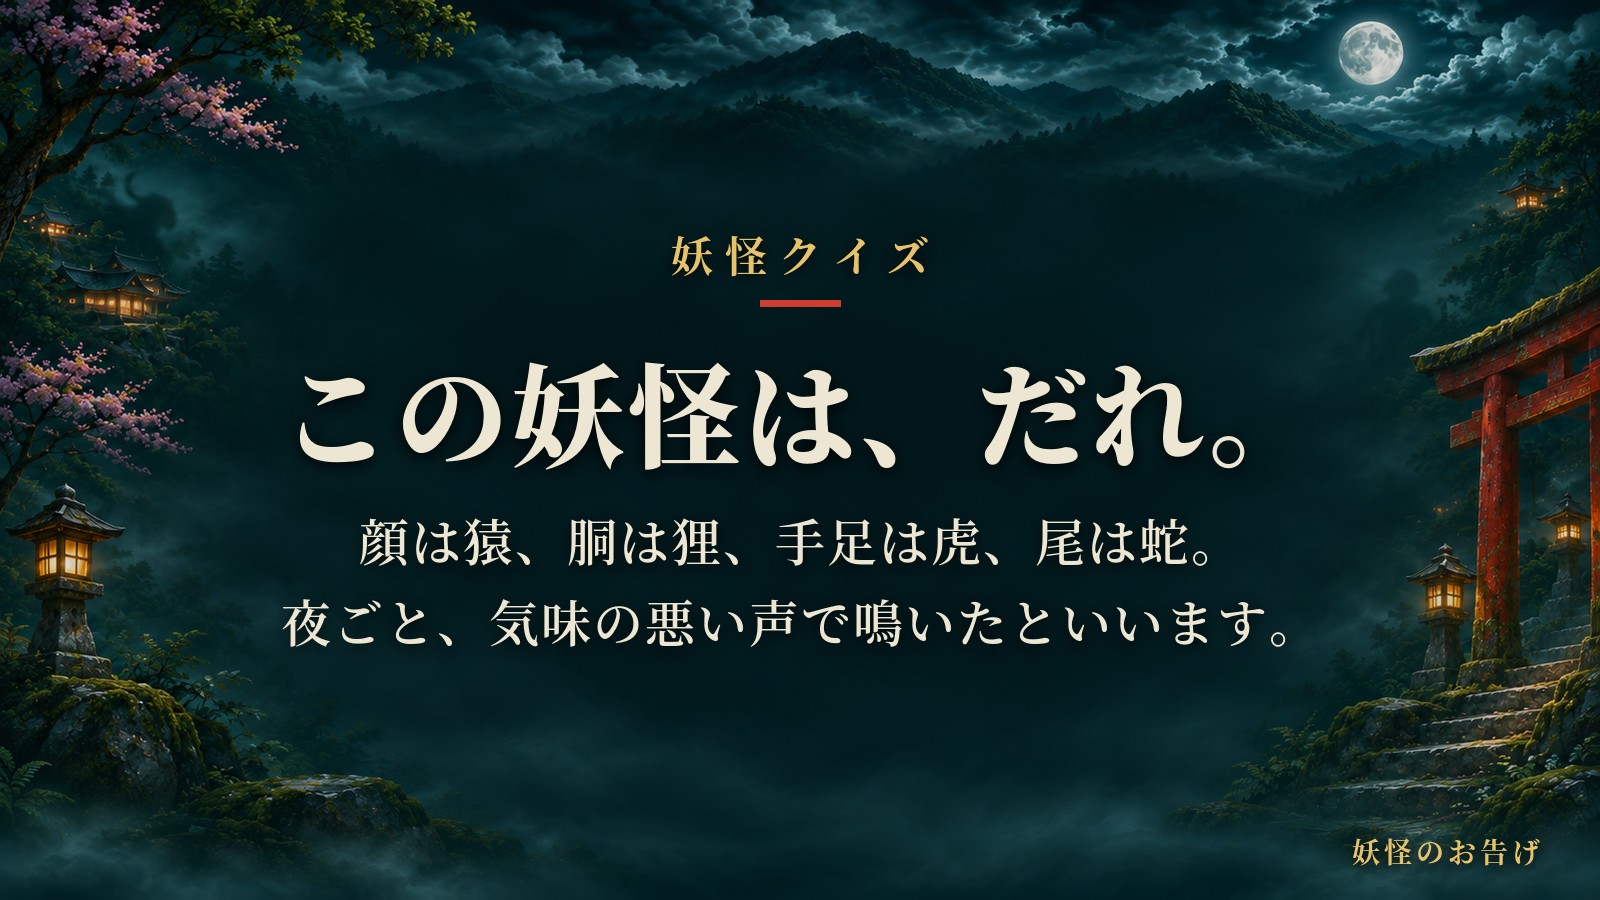 妖怪クイズ
この妖怪は、だれ。
顔は猿、胴は狸、手足は虎、尾は蛇。
夜ごと、気味の悪い声で鳴いたといいます。
妖怪のお告げ